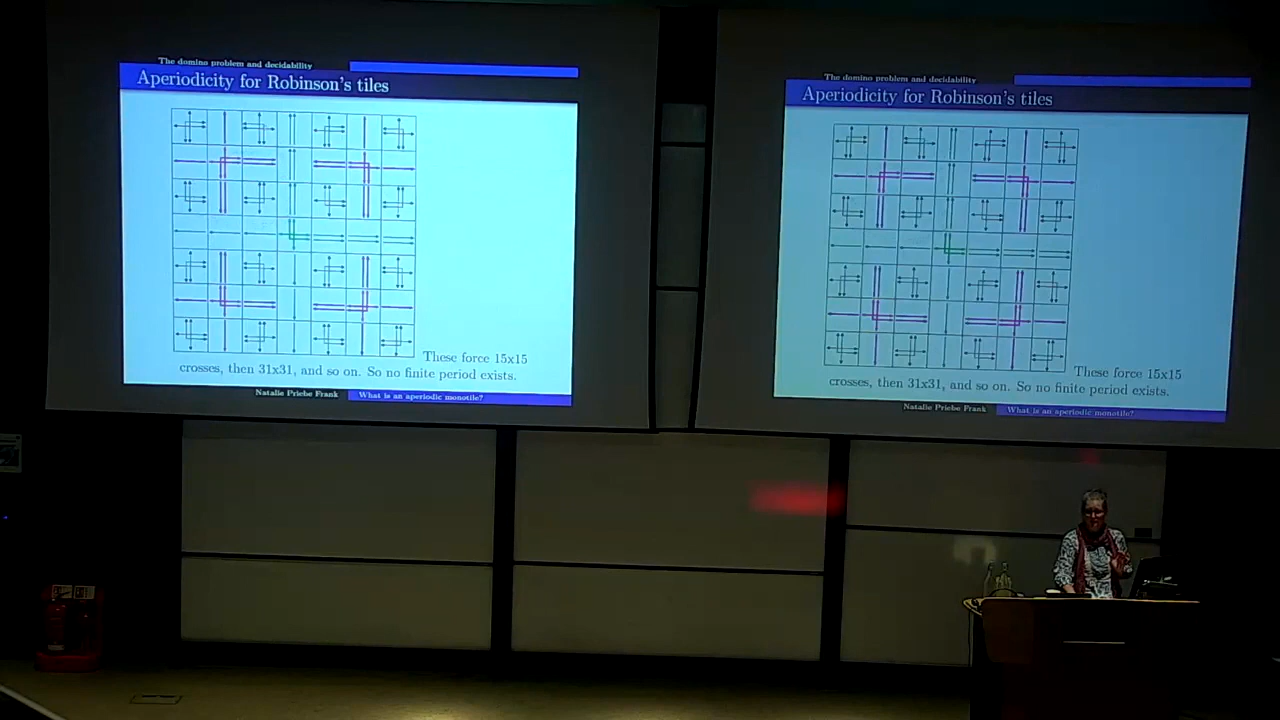 The domino problem and decidability
Aperiodicity for Robinson's tiles
These force 15x15
crosses, then 31x31, and so on. So no finite period exists.
Natalie Priebe Frank
What is an aperiodic monotile?
The domino problem and decidability
Aperiodicity for Robinson's tiles
These force 15x15
crosses, then 31x31, and so on. So no finite period exists.
Natalie Priebe Frank
What is an aperiodic monotile?